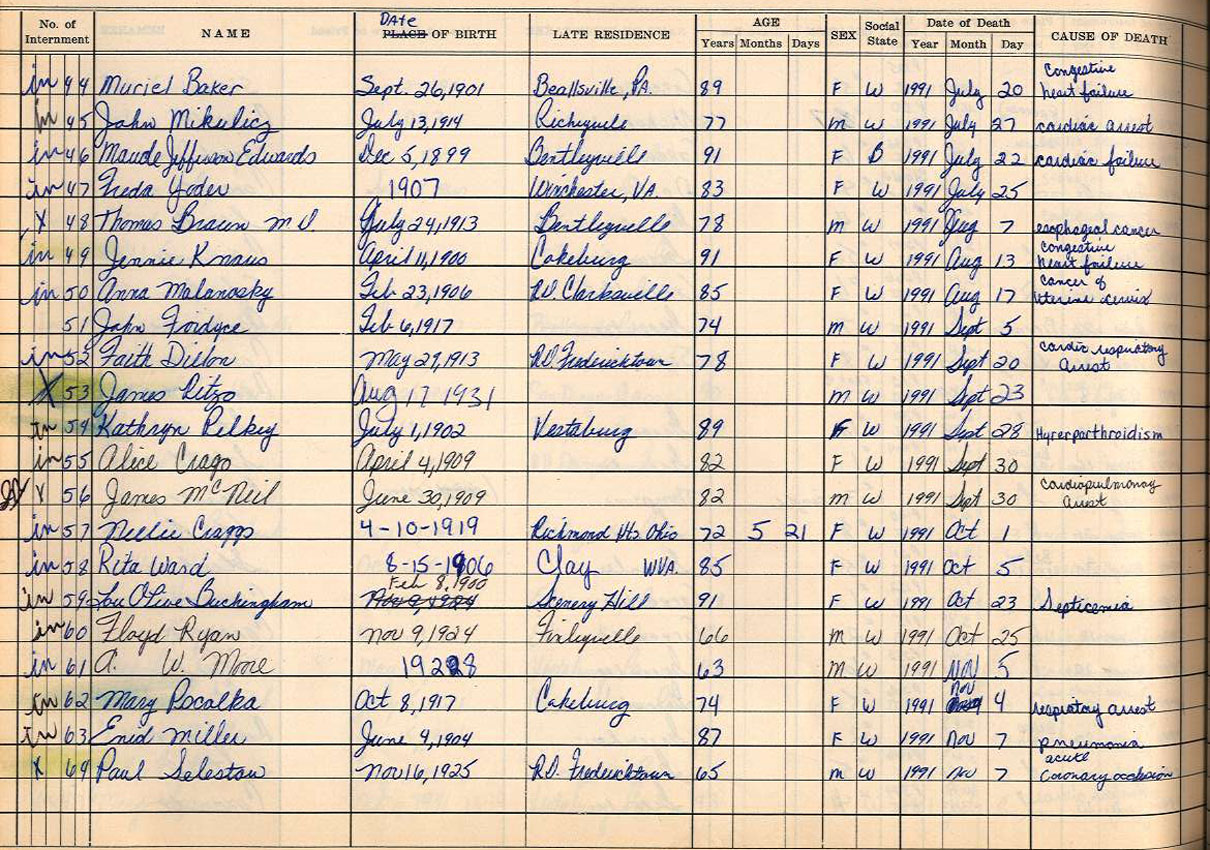 No. of Internment NAME DATE PLACE OF BIRTH LATE RESIDENCE AGE Years Months Days SEX Social State Date of Death Year Month Day CAUSE OF DEATH
in 44 Muriel Baker Sept. 26, 1901 Beallsville, PA. 89 F W 1991 July 20 Congestive heart failure
in 45 John Mikulicz July 13, 1914 Richeyville 77 M W 1991 July 27 cardiac arrest
in 46 Maude Jefferson Edwards Dec 5, 1899 Bentleyville 91 F B 1991 July 22 cardiac failure
in 47 Freda Yoder 1907 Winchester, VA. 83 F W 1991 July 25
X 48 Thomas Braun M.D. July 24, 1913 Bentleyville 78 M W 1991 Aug 7 esophagial cancer
in 49 Jennie Knaus April 11, 1900 Cokeburg 91 F W 1991 Aug 13 congestive heart failure
in 50 Anna Malanosky Feb 23, 1906 R.D. Clarksville 85 F W 1991 Aug 17 cancer of uterine cervix
51 John Fordyce Feb 6, 1917 74 M W 1991 Sept 5
in 52 Faith Dillon May 29, 1913 R.D. Fredericktown 78 F W 1991 Sept 20 cardio respiratory arrest
X 53 James Ritzo Aug 17 1931 M W 1991 Sept 23
in 54 Kathryn Pelkey July 1, 1902 Vestaburg 89 F W 1991 Sept 28 Hyrerparthroidism
in 55 Alice Crago April 4, 1909 82 F W 1991 Sept 30
X 56 James McNeil June 30, 1909 82 M W 1991 Sept 30 cardiopulmonay arrest
in 57 Nellie Craggs 4-10-1919 Richmond Hts. Ohio 72 5 21 F W 1991 Oct 1
in 58 Rita Ward 8-15-1906 Clay WVA. 85 F W 1991 Oct 5
in 59 Lou Olive Buckingham Feb 8, 1900 Nov 9, 1924 Scenery Hill 91 F W 1991 Oct 23 Septicemia
in 60 Floyd Ryan Nov 9, 1924 Finleyville 66 M W 1991 Oct 25
in 61 A. W. Moore 1928 63 M W 1991 Nov 5
in 62 Mary Pocalka Oct 8, 1917 Cokeburg 74 F W 1991 Nov 4 respiratory arrest
in 63 Enid Miller June 9, 1904 87 F W 1991 Nov 7 pneumonia
X 64 Paul Selestow Nov 16, 1925 R.D. Fredericktown 65 M W 1991 Nov 7 acute coronary occlusion